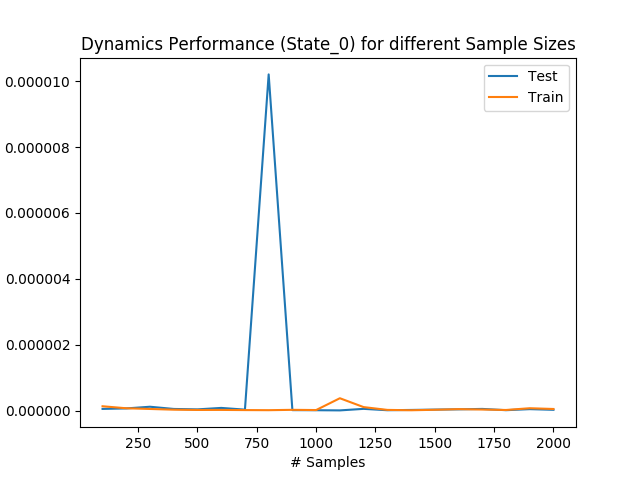 Dynamics Performance (State_0) for different Sample Sizes
Test
Train
0.000010
0.000008
0.000006
0.000004
0.000002
0.000000
250 500 750 1000 1250 1500 1750 2000
# Samples